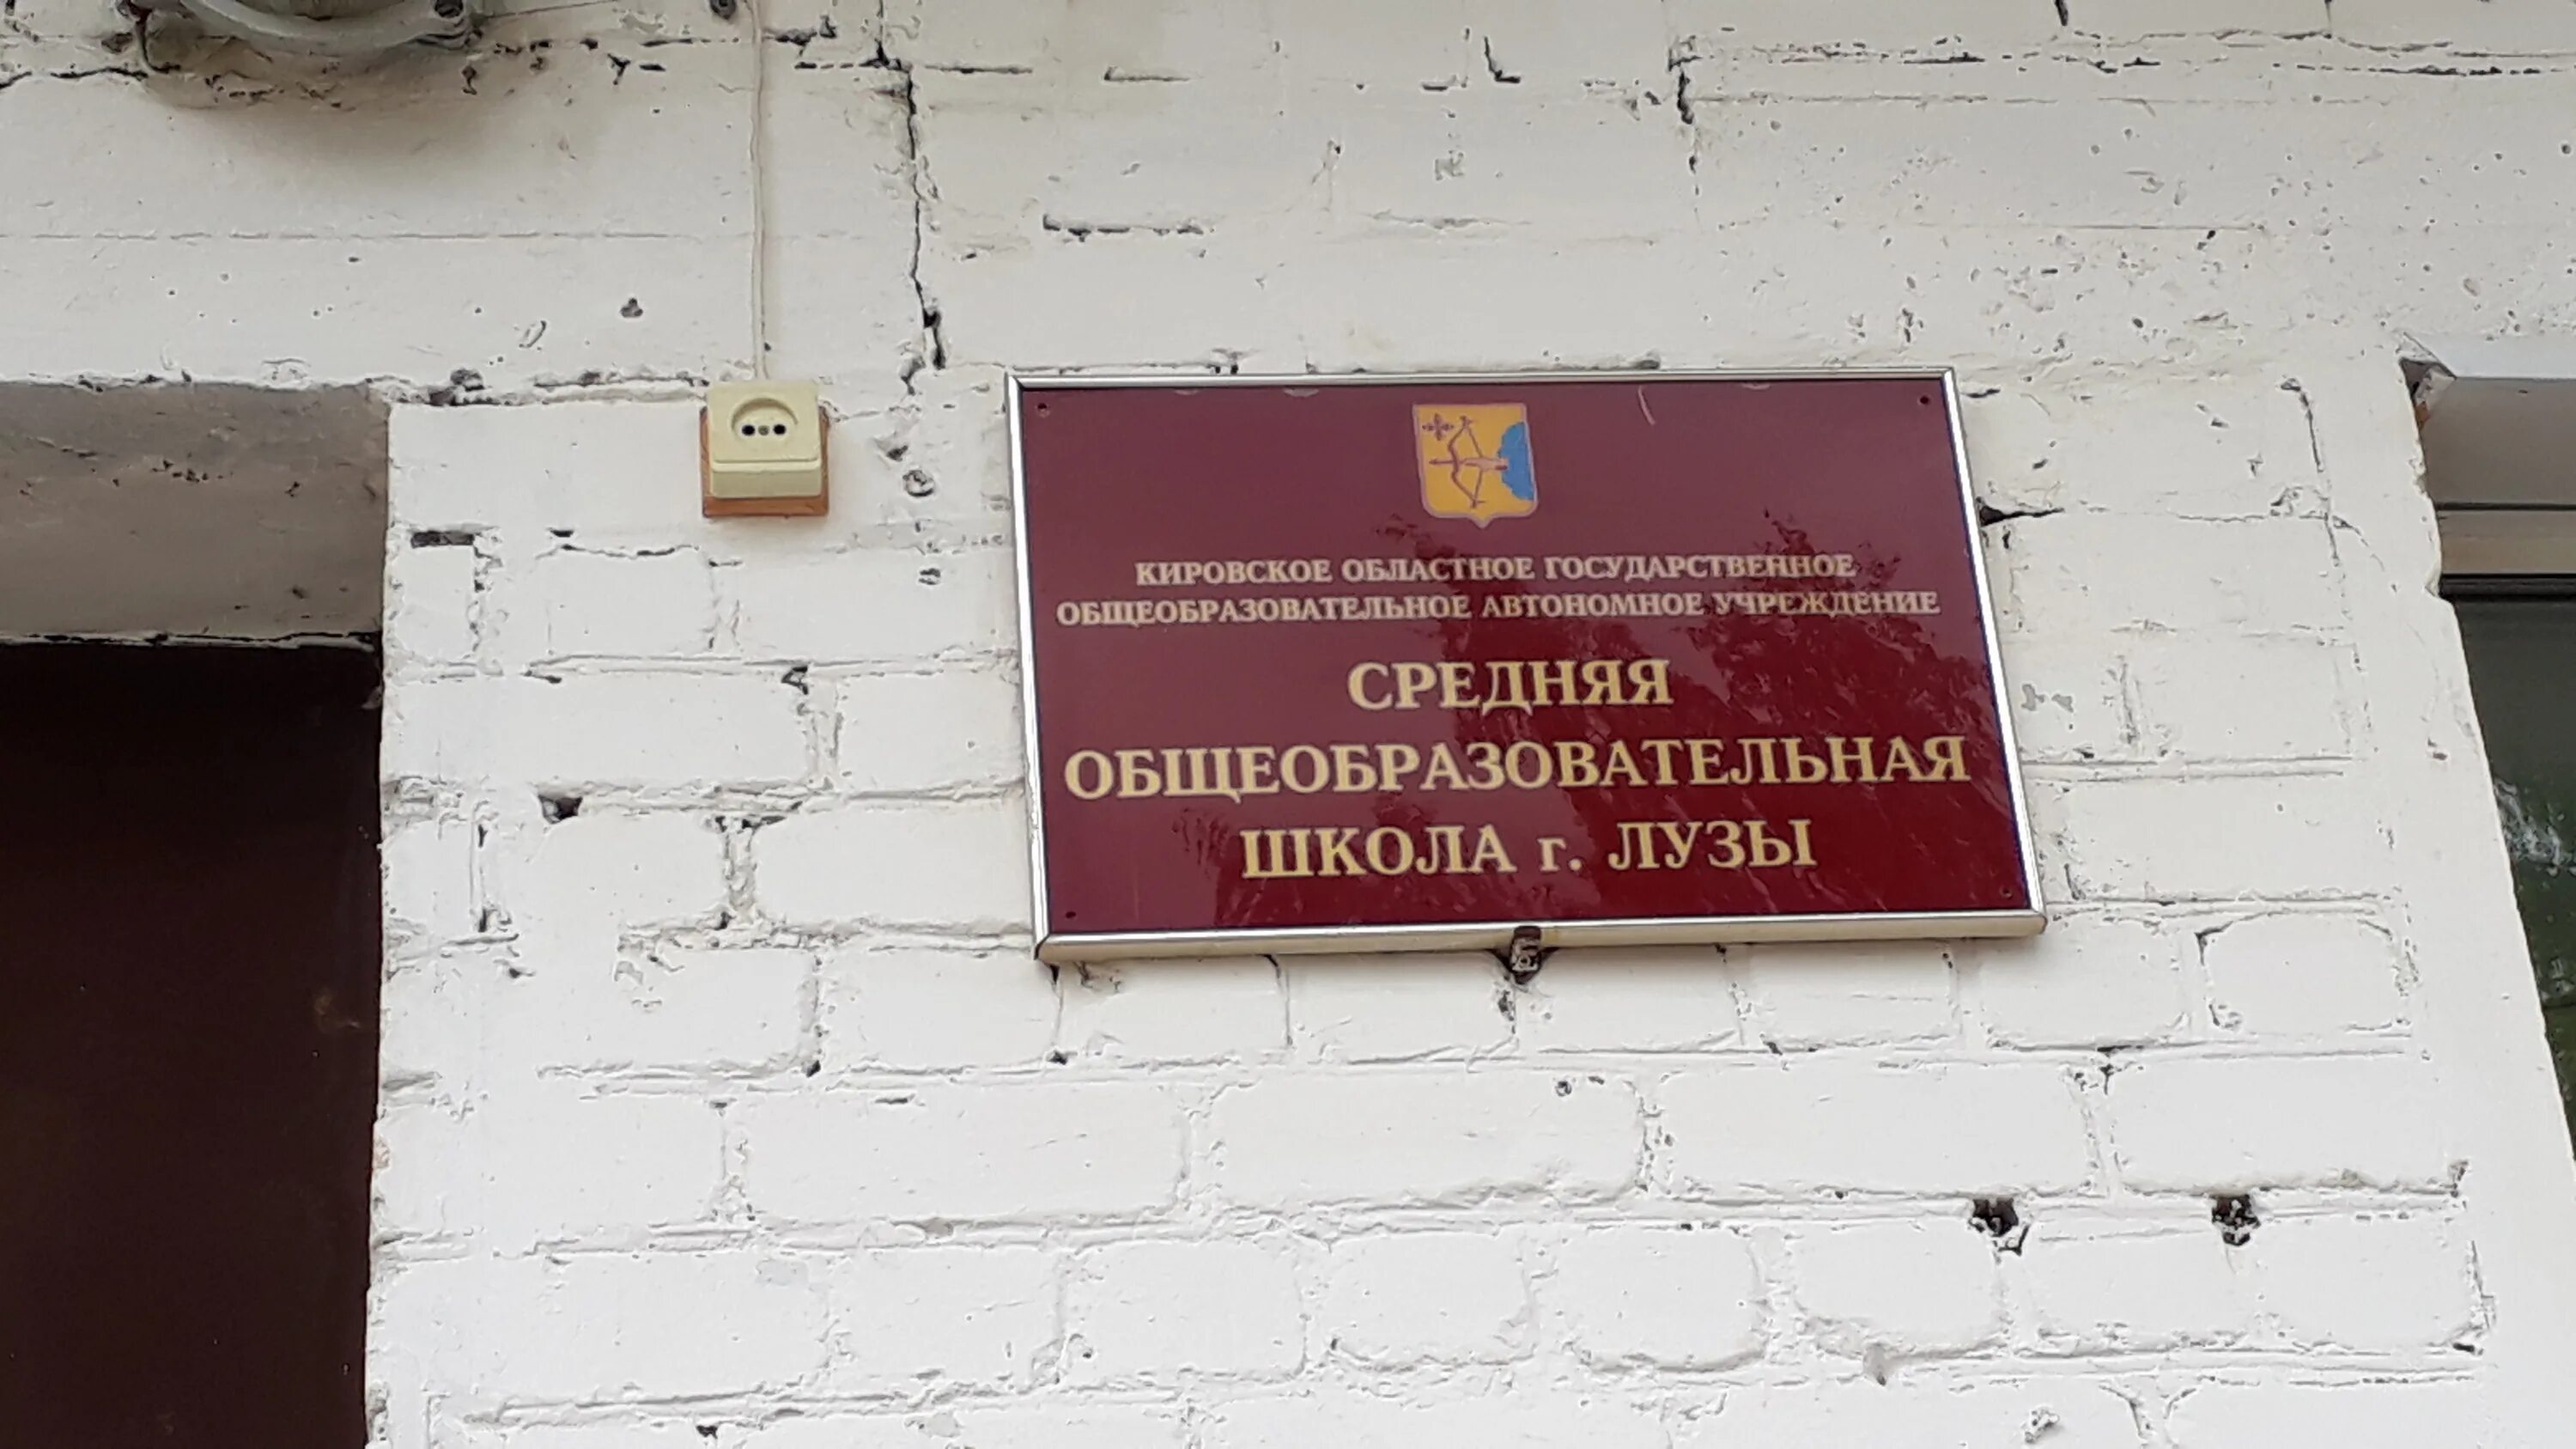 КИРОВСКОЕ ОБЛАСТНОЕ ГОСУДАРСТВЕННОЕ
ОБЩЕОБРАЗОВАТЕЛЬНОЕ АВТОНОМНОЕ УЧРЕЖДЕНИЕ
СРЕДНЯЯ
ОБЩЕОБРАЗОВАТЕЛЬНАЯ
ШКОЛА г. ЛУЗЫ